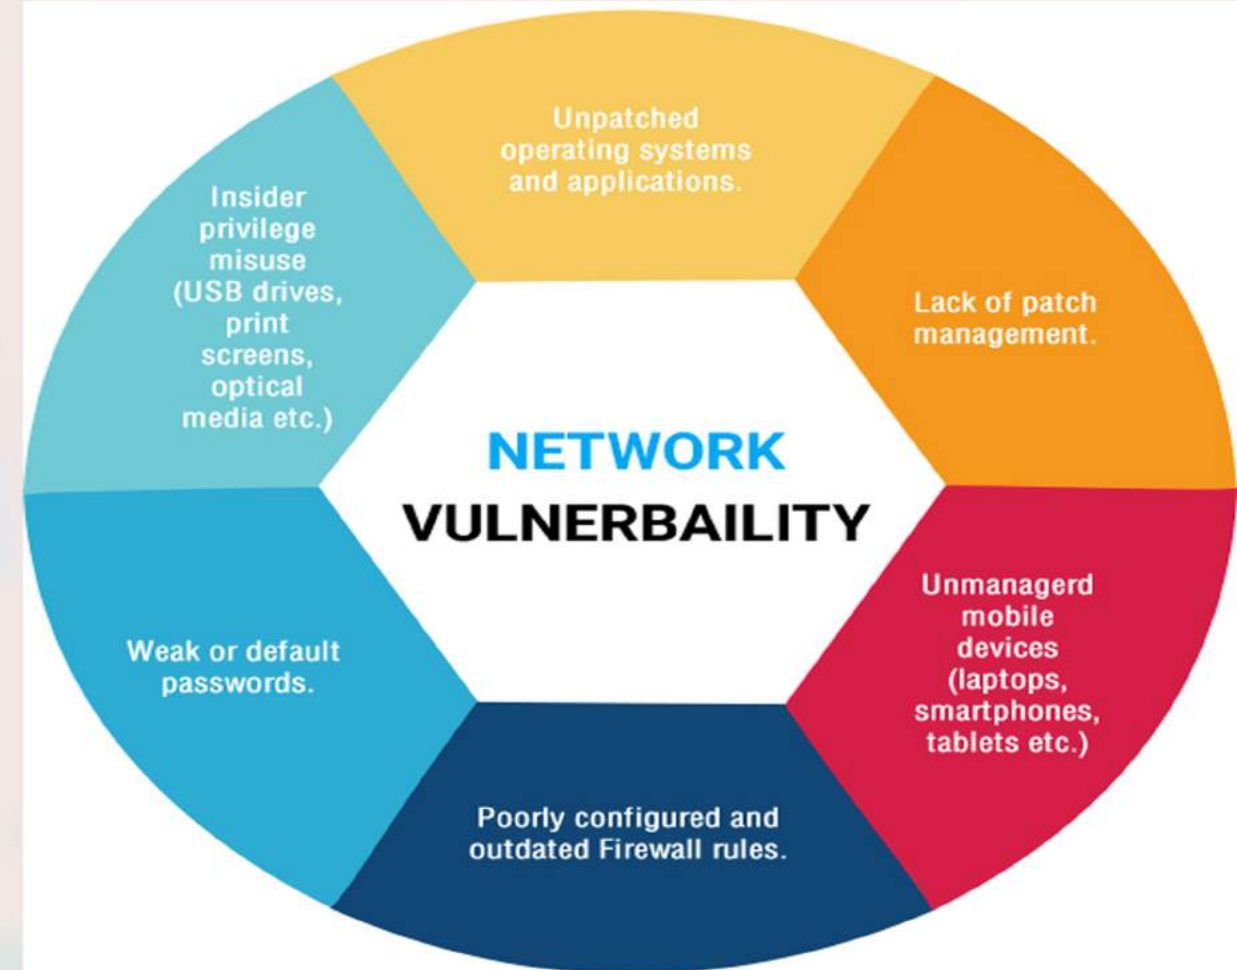 Unpatched
operating systems
and applications.
Lack of patch
management.
Unmanagerd
mobile
devices
(laptops,
smartphones,
tablets etc.)
Poorly configured and
outdated Firewall rules.
Weak or default
passwords.
Insider
privilege
misuse
(USB drives,
print
screens,
optical
media etc.)
NETWORK
VULNERBAILITY